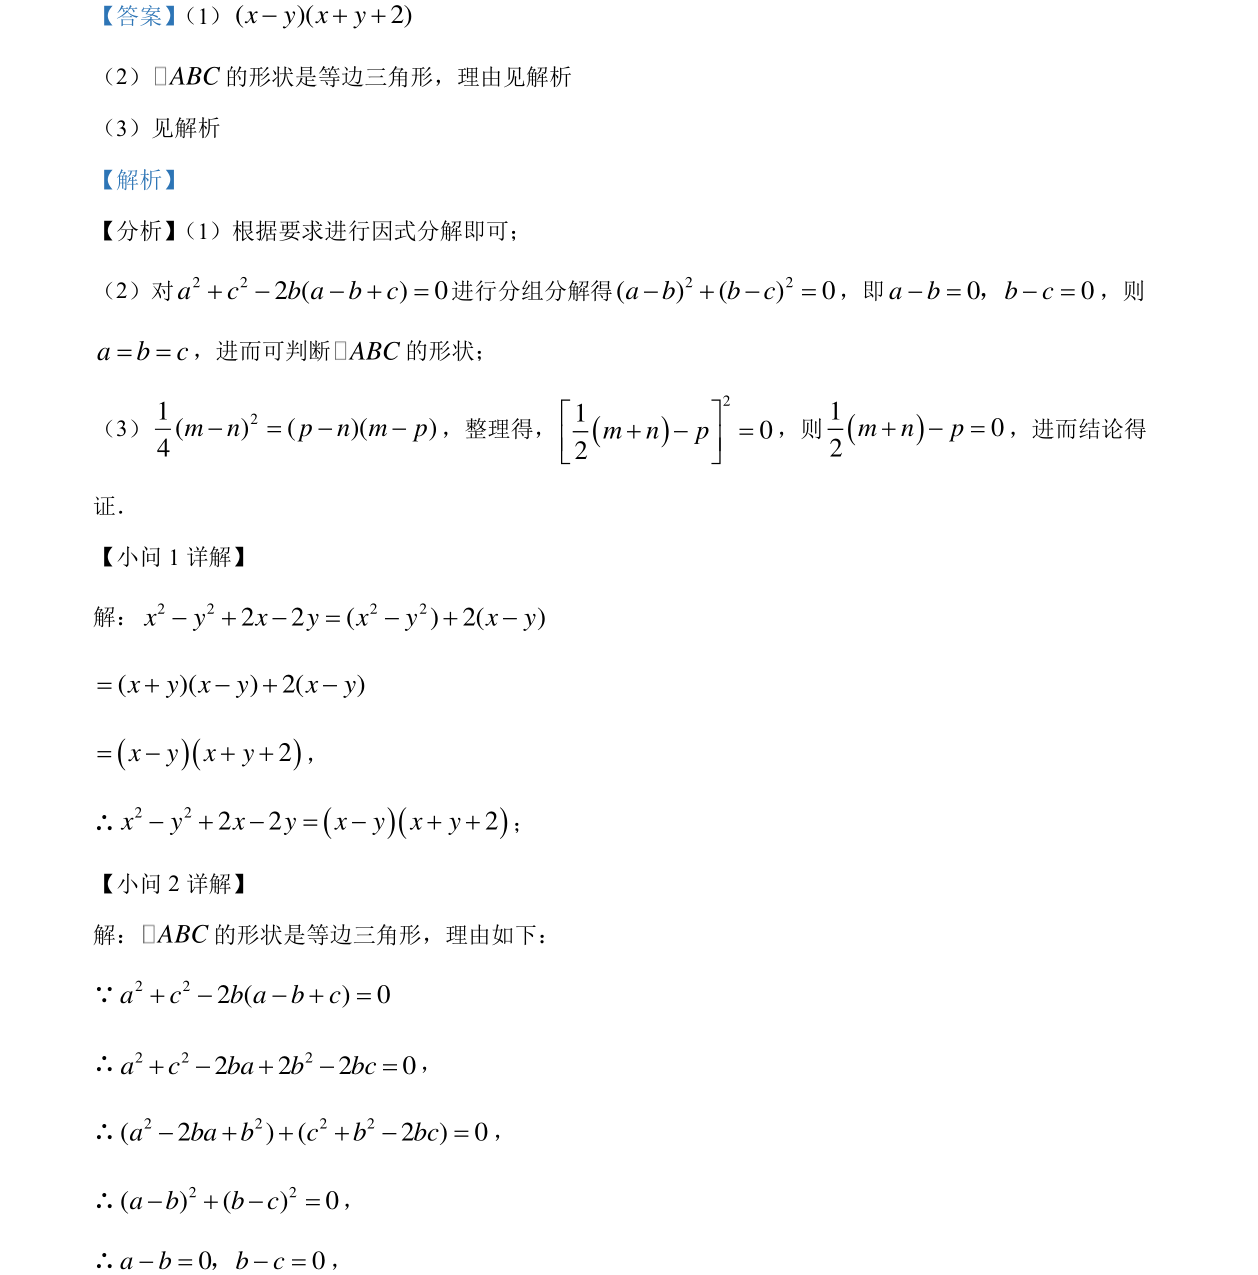 【答案】（1）(x－y)(x＋y＋2)
（2）□ABC 的形状是等边三角形，理由见解析
（3）见解析
【解析】
【分析】（1）根据要求进行因式分解即可；
（2）对 a² + c² − 2b(a − b + c) = 0 进行分组分解得 (a − b)² + (b − c)² = 0，即 a − b = 0，b − c = 0，则
a = b = c，进而可判断□ABC 的形状；
（3）1/4 (m − n)² = (p − n)(m − p)，整理得，[1/2 (m + n) − p]² = 0，则 1/2 (m + n) − p = 0，进而结论得
证．
【小问 1 详解】
解：x² − y² + 2x − 2y = (x² − y²) + 2(x − y)
= (x + y)(x − y) + 2(x − y)
= (x − y)(x + y + 2)，
∴ x² − y² + 2x − 2y = (x − y)(x + y + 2)；
【小问 2 详解】
解：□ABC 的形状是等边三角形，理由如下：
∵ a² + c² − 2b(a − b + c) = 0
∴ a² + c² − 2ba + 2b² − 2bc = 0，
∴ (a² − 2ba + b²) + (c² + b² − 2bc) = 0，
∴ (a − b)² + (b − c)² = 0，
∴ a − b = 0，b − c = 0，